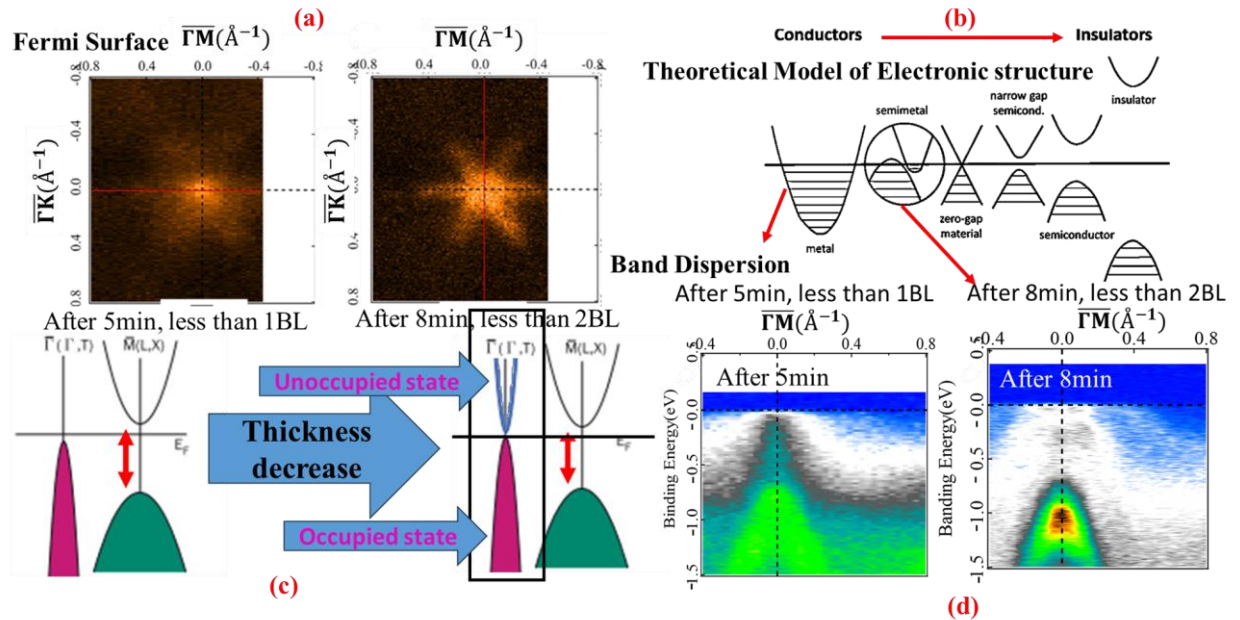 (a)
Fermi Surface
ΓM(Å⁻¹)
ΓM(Å⁻¹)
0.8 0.4 0.0 -0.4 -0.8
0.8 0.4 0.0 -0.4 -0.8
ΓK(Å⁻¹)
-0.8
-0.4
0.0
0.4
0.8
ΓK(Å⁻¹)
-0.8
-0.4
0.0
0.4
0.8
After 5min, less than 1BL
After 8min, less than 2BL
(b)
Conductors
Insulators
Theoretical Model of Electronic structure
semimetal
narrow gap
semicond.
insulator
metal
zero-gap
material
semiconductor
Band Dispersion
After 5min, less than 1BL
After 8min, less than 2BL
ΓM(Å⁻¹)
ΓM(Å⁻¹)
-0.4 0.0 0.4 0.8
-0.4 0.0 0.4 0.8
After 5min
After 8min
Binding Energy(eV)
-0.0
-0.5
-1.0
-1.5
Banding Energy(eV)
-0.0
-0.5
-1.0
-1.5
(d)
Γ̄(Γ,T)
M̄(L,X)
E_F
Unoccupied state
Thickness
decrease
Occupied state
Γ̄(Γ,T)
M̄(L,X)
E_F
(c)